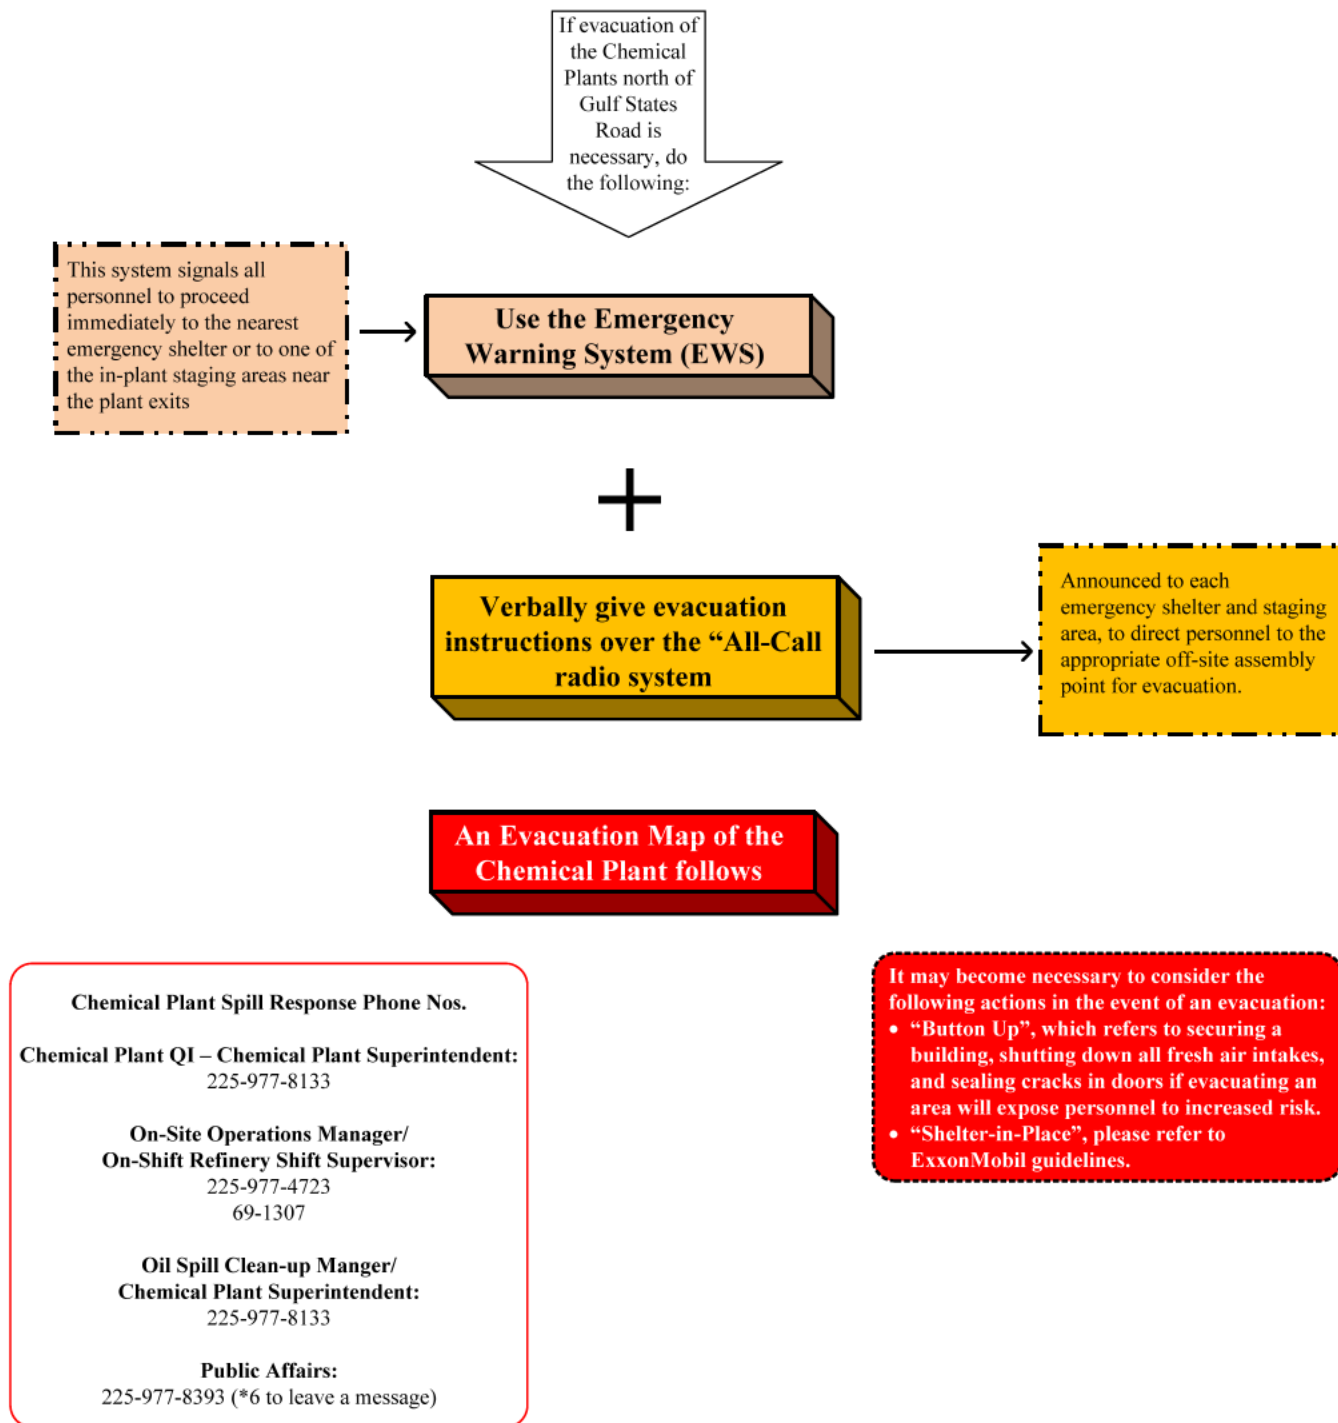 If evacuation of
the Chemical
Plants north of
Gulf States
Road is
necessary, do
the following:
This system signals all
personnel to proceed
immediately to the nearest
emergency shelter or to one of
the in-plant staging areas near
the plant exits
Use the Emergency
Warning System (EWS)
+
Verbally give evacuation
instructions over the “All-Call
radio system
Announced to each
emergency shelter and staging
area, to direct personnel to the
appropriate off-site assembly
point for evacuation.
An Evacuation Map of the
Chemical Plant follows
Chemical Plant Spill Response Phone Nos.
Chemical Plant QI – Chemical Plant Superintendent:
225-977-8133
On-Site Operations Manager/
On-Shift Refinery Shift Supervisor:
225-977-4723
69-1307
Oil Spill Clean-up Manger/
Chemical Plant Superintendent:
225-977-8133
Public Affairs:
225-977-8393 (*6 to leave a message)
It may become necessary to consider the
following actions in the event of an evacuation:
• “Button Up”, which refers to securing a
building, shutting down all fresh air intakes,
and sealing cracks in doors if evacuating an
area will expose personnel to increased risk.
• “Shelter-in-Place”, please refer to
ExxonMobil guidelines.